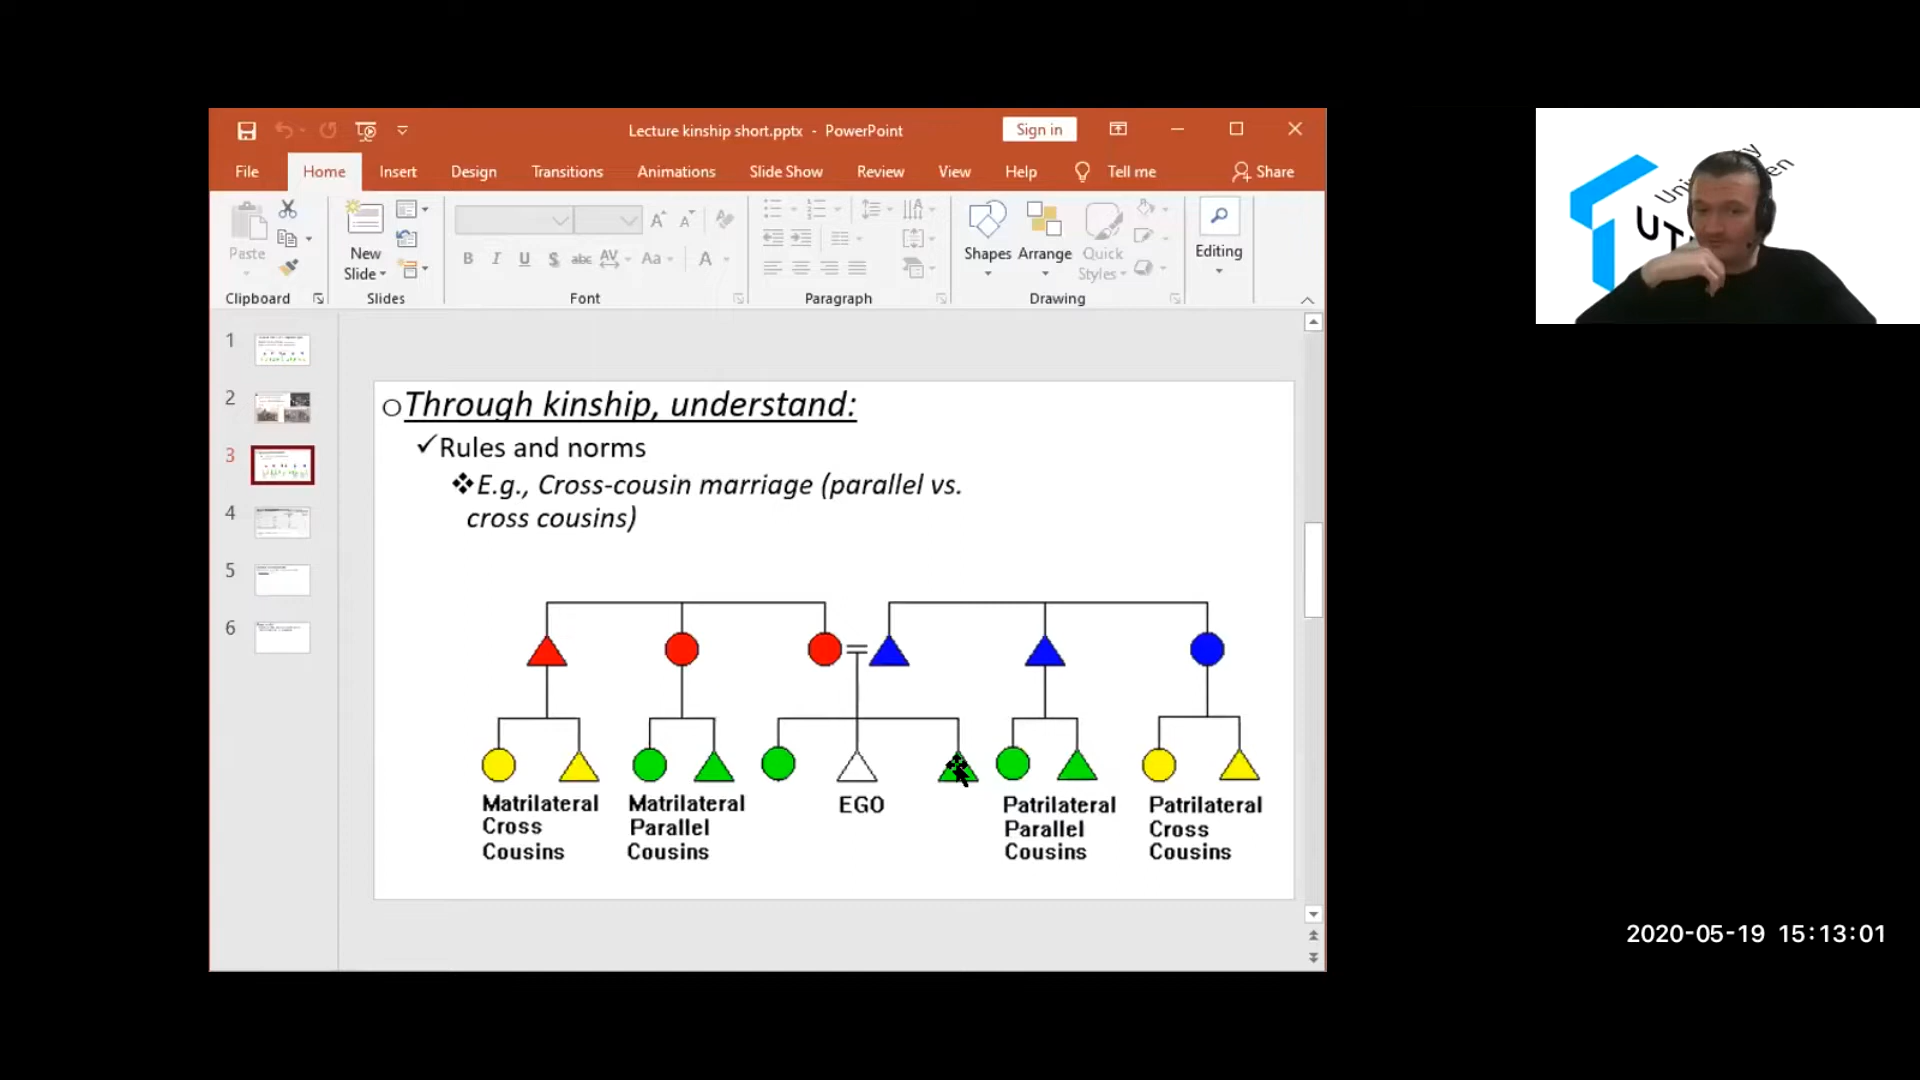 Lecture kinship short.pptx - PowerPoint
Sign in
File Home Insert Design Transitions Animations Slide Show Review View Help Tell me Share
Paste
New
Slide
B I U S abc AV Aa A
A A
Shapes Arrange Quick
Styles
Editing
Clipboard Slides Font Paragraph Drawing
1
2
3
4
5
6
Through kinship, understand:
Rules and norms
E.g., Cross-cousin marriage (parallel vs.
cross cousins)
Matrilateral
Cross
Cousins
Matrilateral
Parallel
Cousins
EGO
Patrilateral
Parallel
Cousins
Patrilateral
Cross
Cousins
2020-05-19 15:13:01